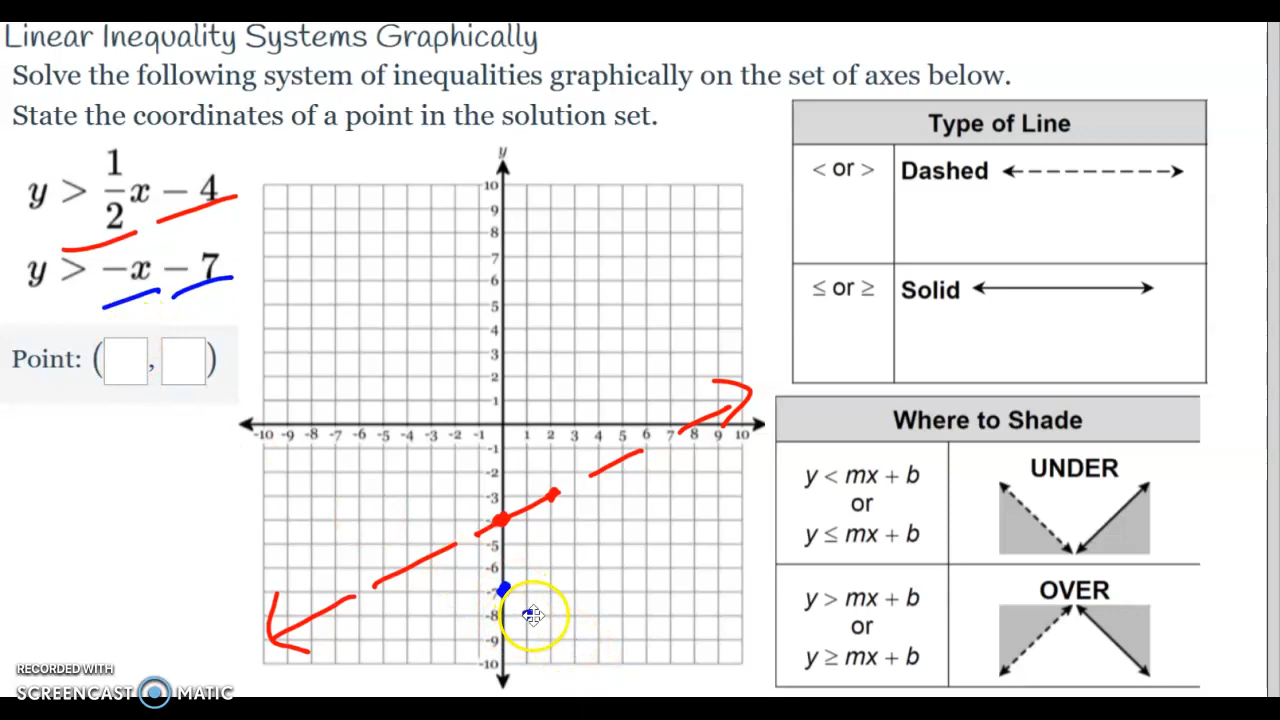 Linear Inequality Systems Graphically
Solve the following system of inequalities graphically on the set of axes below.
State the coordinates of a point in the solution set.
y > 1/2 x − 4
y > −x − 7
Point: ( , )
y
10
9
8
7
6
5
4
3
2
1
-10 -9 -8 -7 -6 -5 -4 -3 -2 -1 1 2 3 4 5 6 7 8 9 10
-1
-2
-3
-4
-5
-6
-7
-8
-9
-10
Type of Line
< or > Dashed
≤ or ≥ Solid
Where to Shade
y < mx + b
or
y ≤ mx + b
UNDER
y > mx + b
or
y ≥ mx + b
OVER
RECORDED WITH
SCREENCAST MATIC